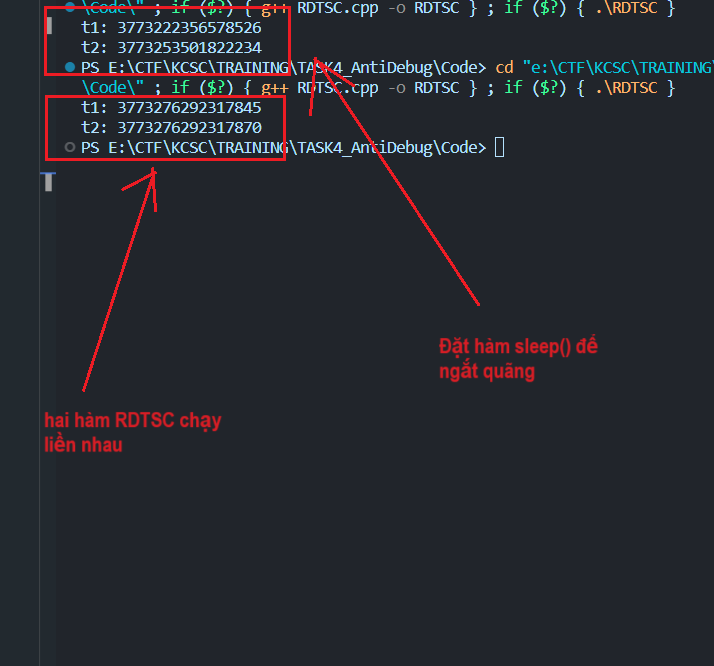 \Code\" ; if ($?) { g++ RDTSC.cpp -o RDTSC } ; if ($?) { .\RDTSC }
t1: 3773222356578526
t2: 3773253501822234
PS E:\CTF\KCSC\TRAINING\TASK4_AntiDebug\Code> cd "e:\CTF\KCSC\TRAINING\
\Code\" ; if ($?) { g++ RDTSC.cpp -o RDTSC } ; if ($?) { .\RDTSC }
t1: 3773276292317845
t2: 3773276292317870
PS E:\CTF\KCSC\TRAINING\TASK4_AntiDebug\Code>
Đặt hàm sleep() để
ngắt quãng
hai hàm RDTSC chạy
liền nhau